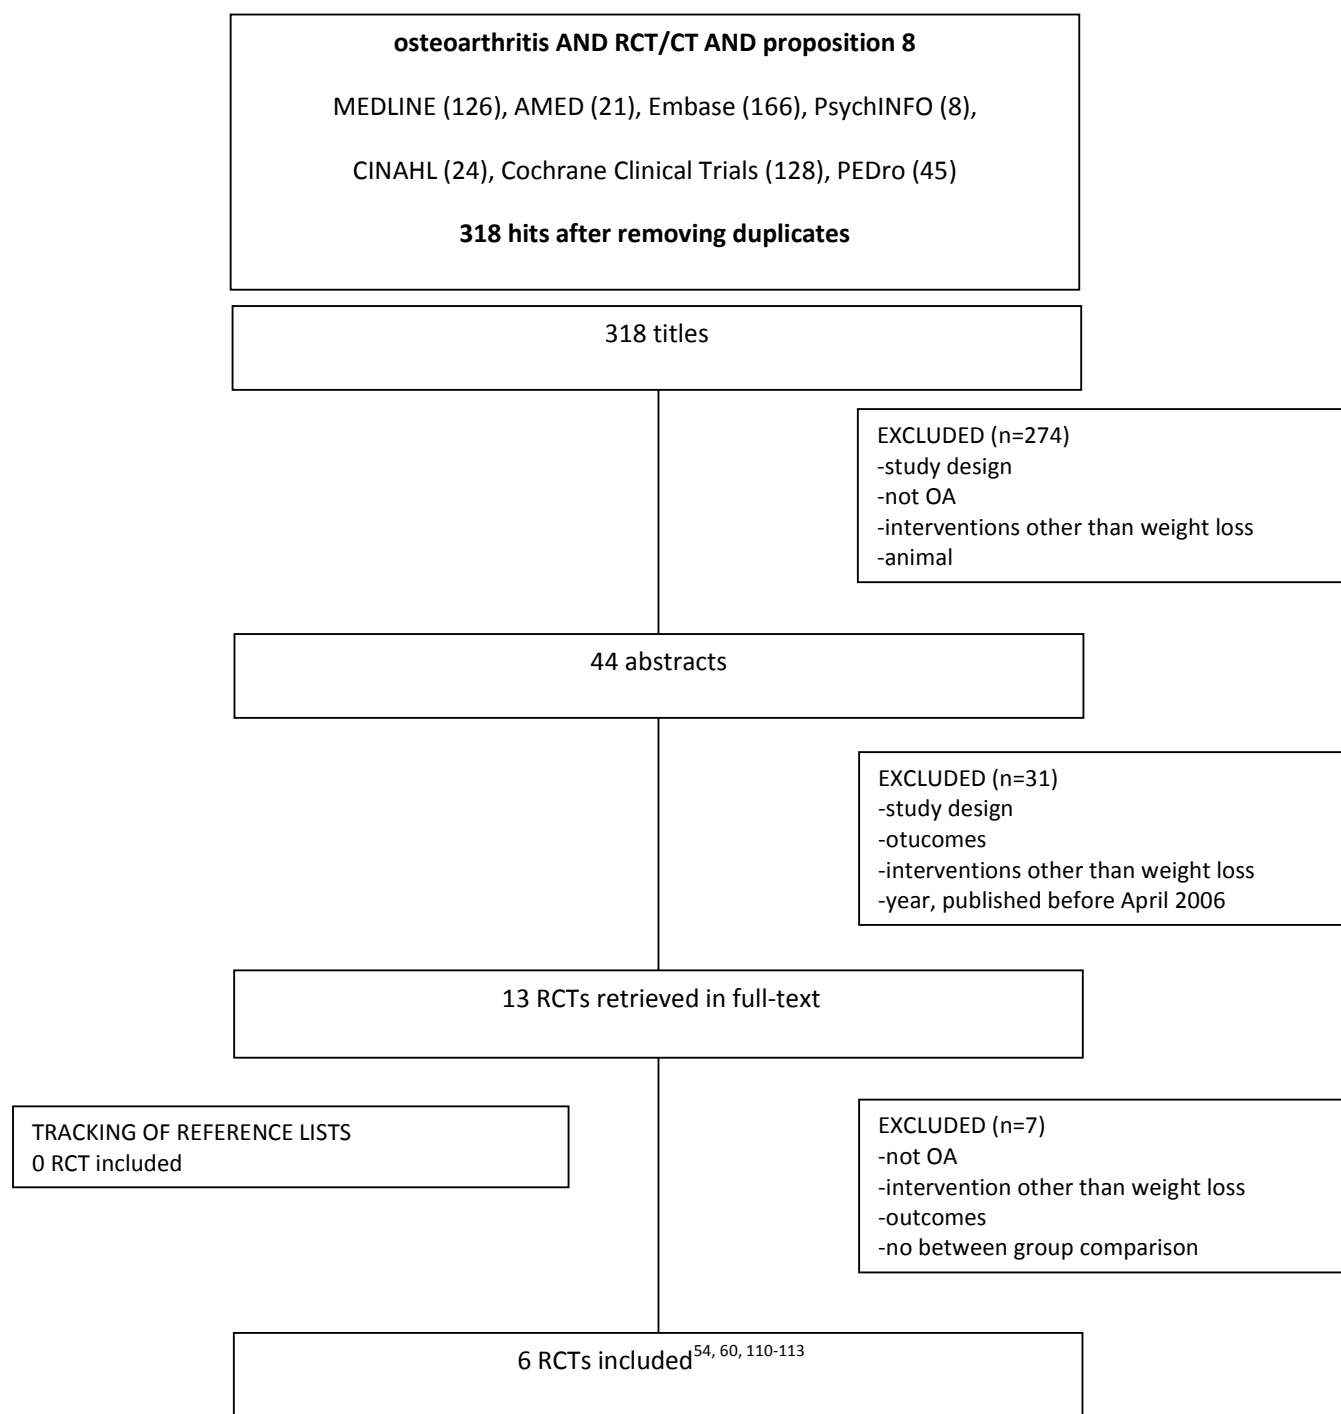 osteoarthritis AND RCT/CT AND proposition 8
MEDLINE (126), AMED (21), Embase (166), PsychINFO (8),
CINAHL (24), Cochrane Clinical Trials (128), PEDro (45)
318 hits after removing duplicates
318 titles
EXCLUDED (n=274)
-study design
-not OA
-interventions other than weight loss
-animal
44 abstracts
EXCLUDED (n=31)
-study design
-otucomes
-interventions other than weight loss
-year, published before April 2006
13 RCTs retrieved in full-text
TRACKING OF REFERENCE LISTS
0 RCT included
EXCLUDED (n=7)
-not OA
-intervention other than weight loss
-outcomes
-no between group comparison
6 RCTs included54, 60, 110-113